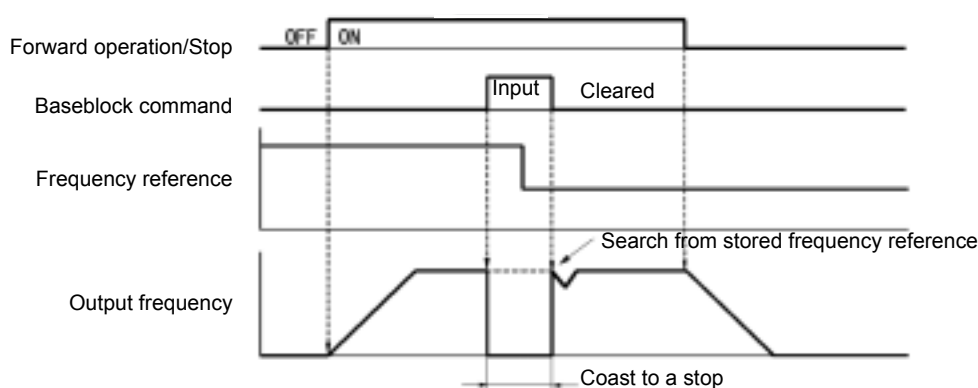 Forward operation/Stop
OFF ON
Baseblock command
Input
Cleared
Frequency reference
Search from stored frequency reference
Output frequency
Coast to a stop